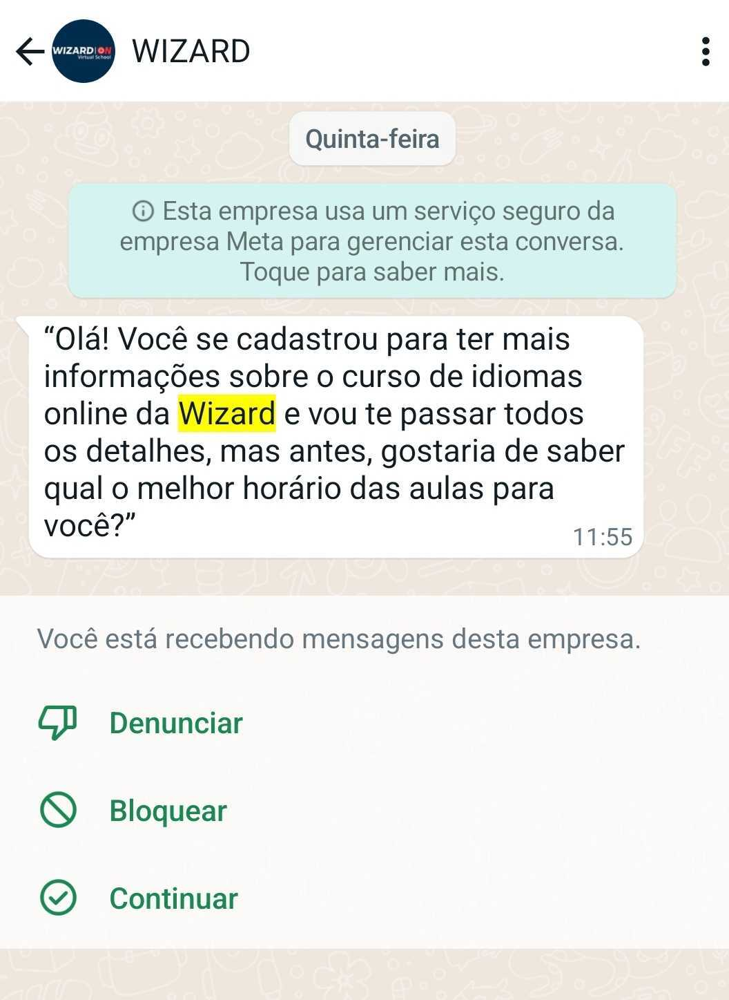 WIZARD ON
Virtual School
WIZARD
Quinta-feira
Esta empresa usa um serviço seguro da
empresa Meta para gerenciar esta conversa.
Toque para saber mais.
“Olá! Você se cadastrou para ter mais
informações sobre o curso de idiomas
online da Wizard e vou te passar todos
os detalhes, mas antes, gostaria de saber
qual o melhor horário das aulas para
você?”
11:55
Você está recebendo mensagens desta empresa.
Denunciar
Bloquear
Continuar